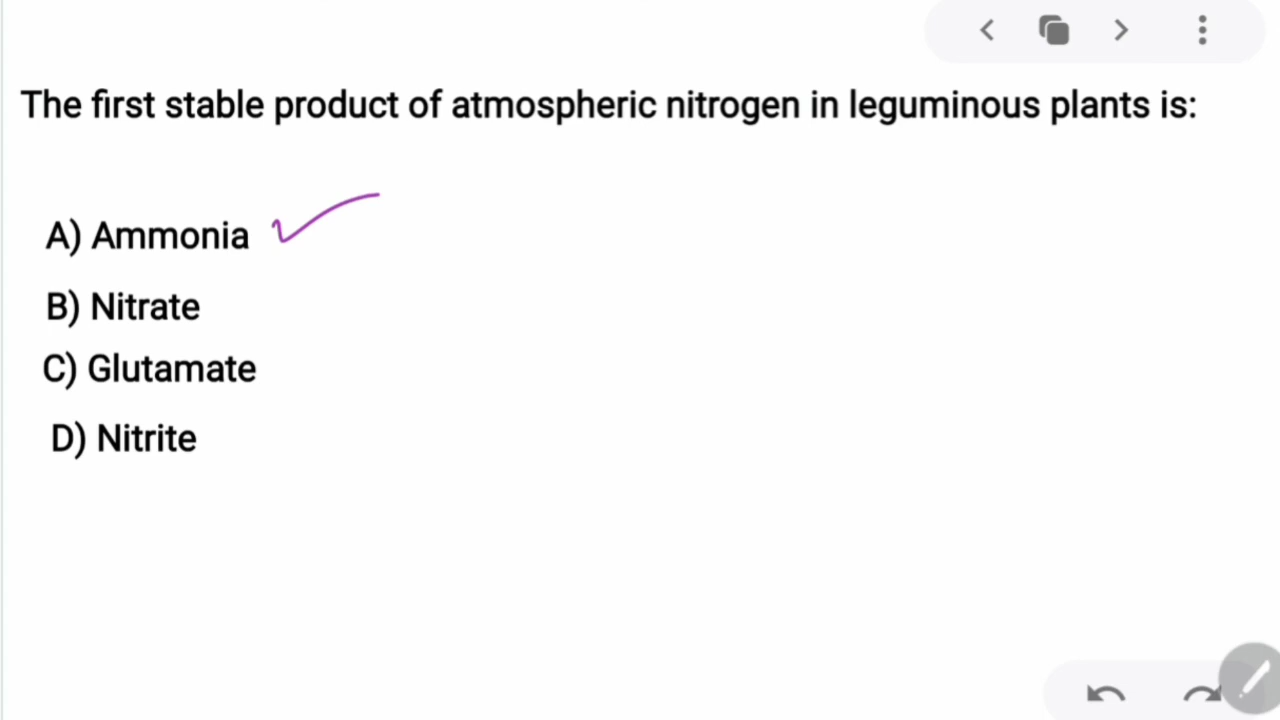 The first stable product of atmospheric nitrogen in leguminous plants is:
A) Ammonia
B) Nitrate
C) Glutamate
D) Nitrite